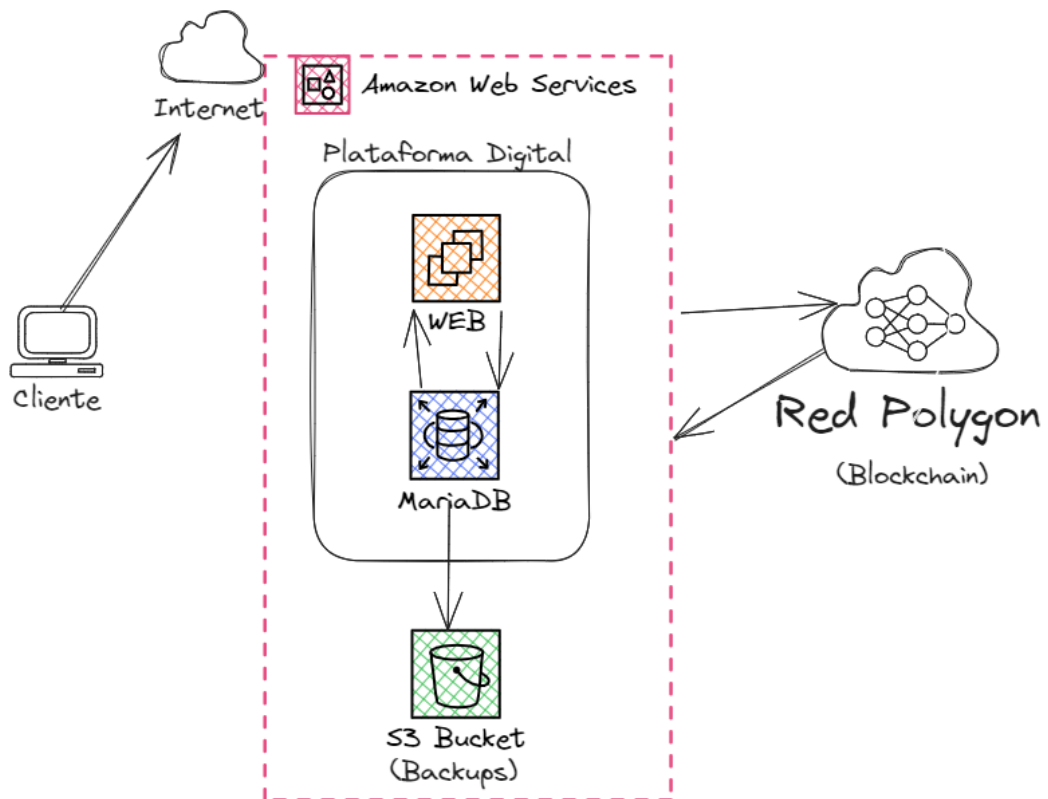 Internet
Amazon Web Services
Plataforma Digital
WEB
Cliente
MariaDB
Red Polygon
(Blockchain)
S3 Bucket
(Backups)